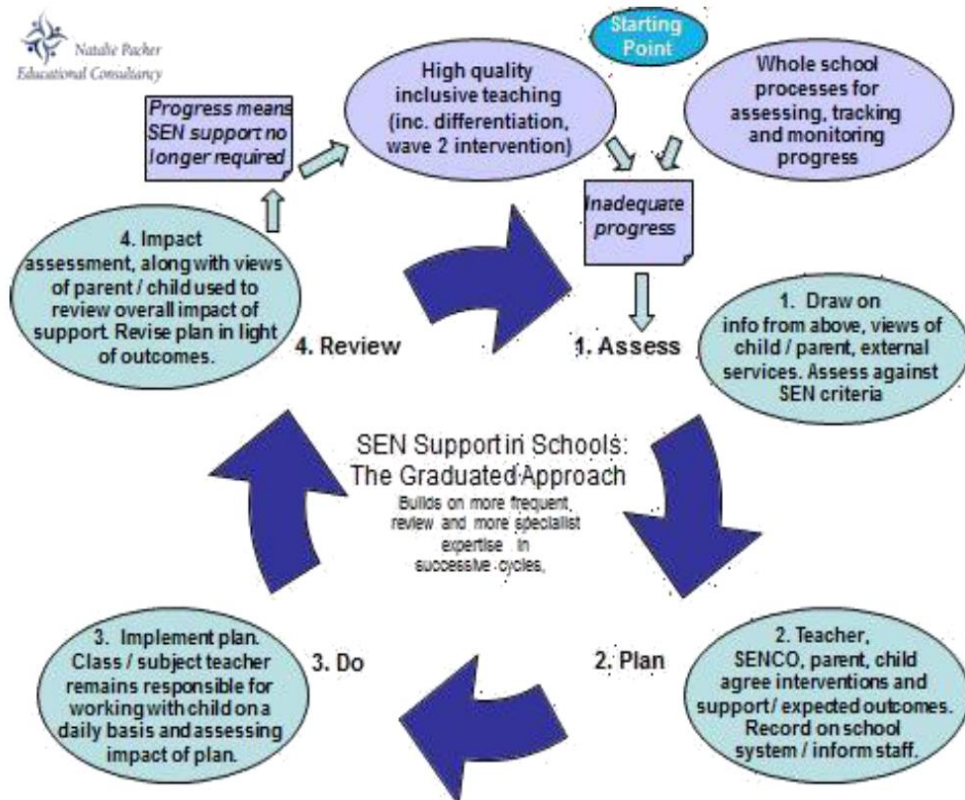 Natalie Packer
Educational Consultancy
Starting
Point
High quality
inclusive teaching
(inc. differentiation,
wave 2 intervention)
Whole school
processes for
assessing, tracking
and monitoring
progress
Progress means
SEN support no
longer required
Inadequate
progress
4. Impact
assessment, along with views
of parent / child used to
review overall impact of
support. Revise plan in light
of outcomes.
4. Review
1. Assess
1. Draw on
info from above, views of
child / parent, external
services. Assess against
SEN criteria
SEN Support in Schools:
The Graduated Approach
Builds on more frequent
review and more specialist
expertise in
successive cycles,
3. Implement plan.
Class / subject teacher
remains responsible for
working with child on a
daily basis and assessing
impact of plan.
3. Do
2. Plan
2. Teacher,
SENCO, parent, child
agree interventions and
support / expected outcomes.
Record on school
system / inform staff.